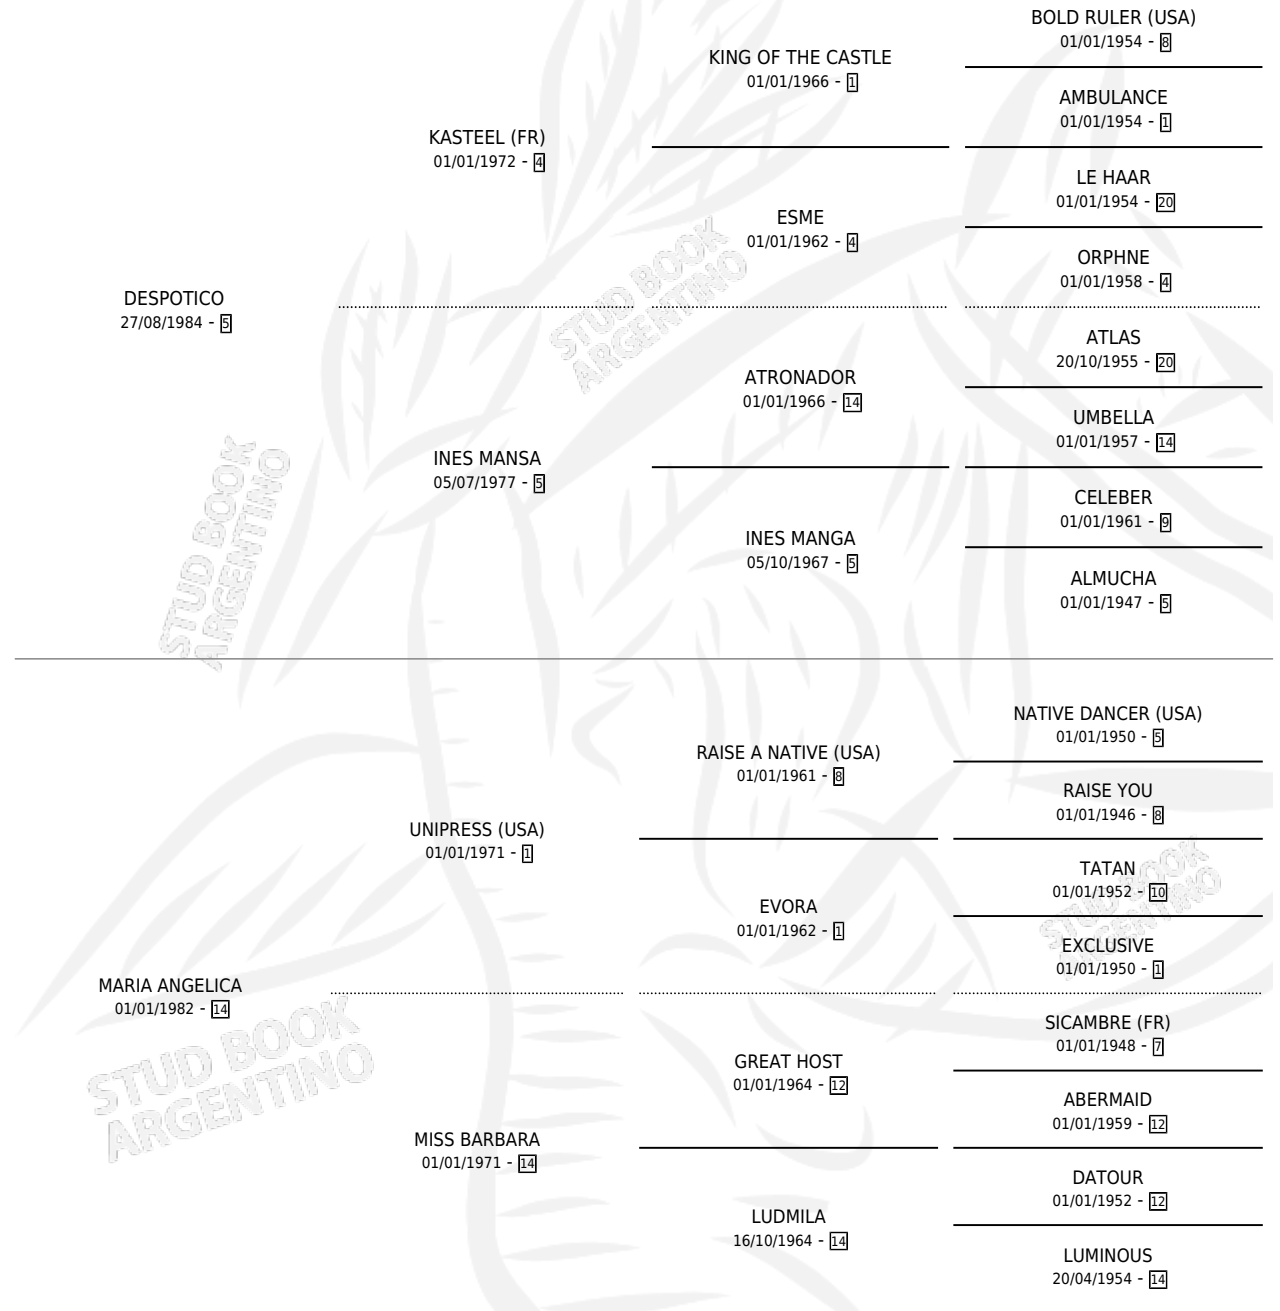 BOLD RULER (USA)
01/01/1954 - 8
KING OF THE CASTLE
01/01/1966 - 1
AMBULANCE
01/01/1954 - 1
KASTEEL (FR)
01/01/1972 - 4
LE HAAR
01/01/1954 - 20
ESME
01/01/1962 - 4
ORPHNE
01/01/1958 - 4
DESPOTICO
27/08/1984 - 5
STUD BOOK
ARGENTINO
ATLAS
20/10/1955 - 20
ATRONADOR
01/01/1966 - 14
UMBELLA
01/01/1957 - 14
INES MANSA
05/07/1977 - 5
CELEBER
01/01/1961 - 9
INES MANGA
05/10/1967 - 5
ALMUCHA
01/01/1947 - 5
STUD BOOK
ARGENTINO
NATIVE DANCER (USA)
01/01/1950 - 5
RAISE A NATIVE (USA)
01/01/1961 - 8
RAISE YOU
01/01/1946 - 8
UNIPRESS (USA)
01/01/1971 - 1
TATAN
01/01/1952 - 10
EVORA
01/01/1962 - 1
STUD BOOK
ARGENTINO
EXCLUSIVE
01/01/1950 - 1
MARIA ANGELICA
01/01/1982 - 14
STUD BOOK
ARGENTINO
SICAMBRE (FR)
01/01/1948 - 7
GREAT HOST
01/01/1964 - 12
ABERMAID
01/01/1959 - 12
MISS BARBARA
01/01/1971 - 14
DATOUR
01/01/1952 - 12
LUDMILA
16/10/1964 - 14
LUMINOUS
20/04/1954 - 14